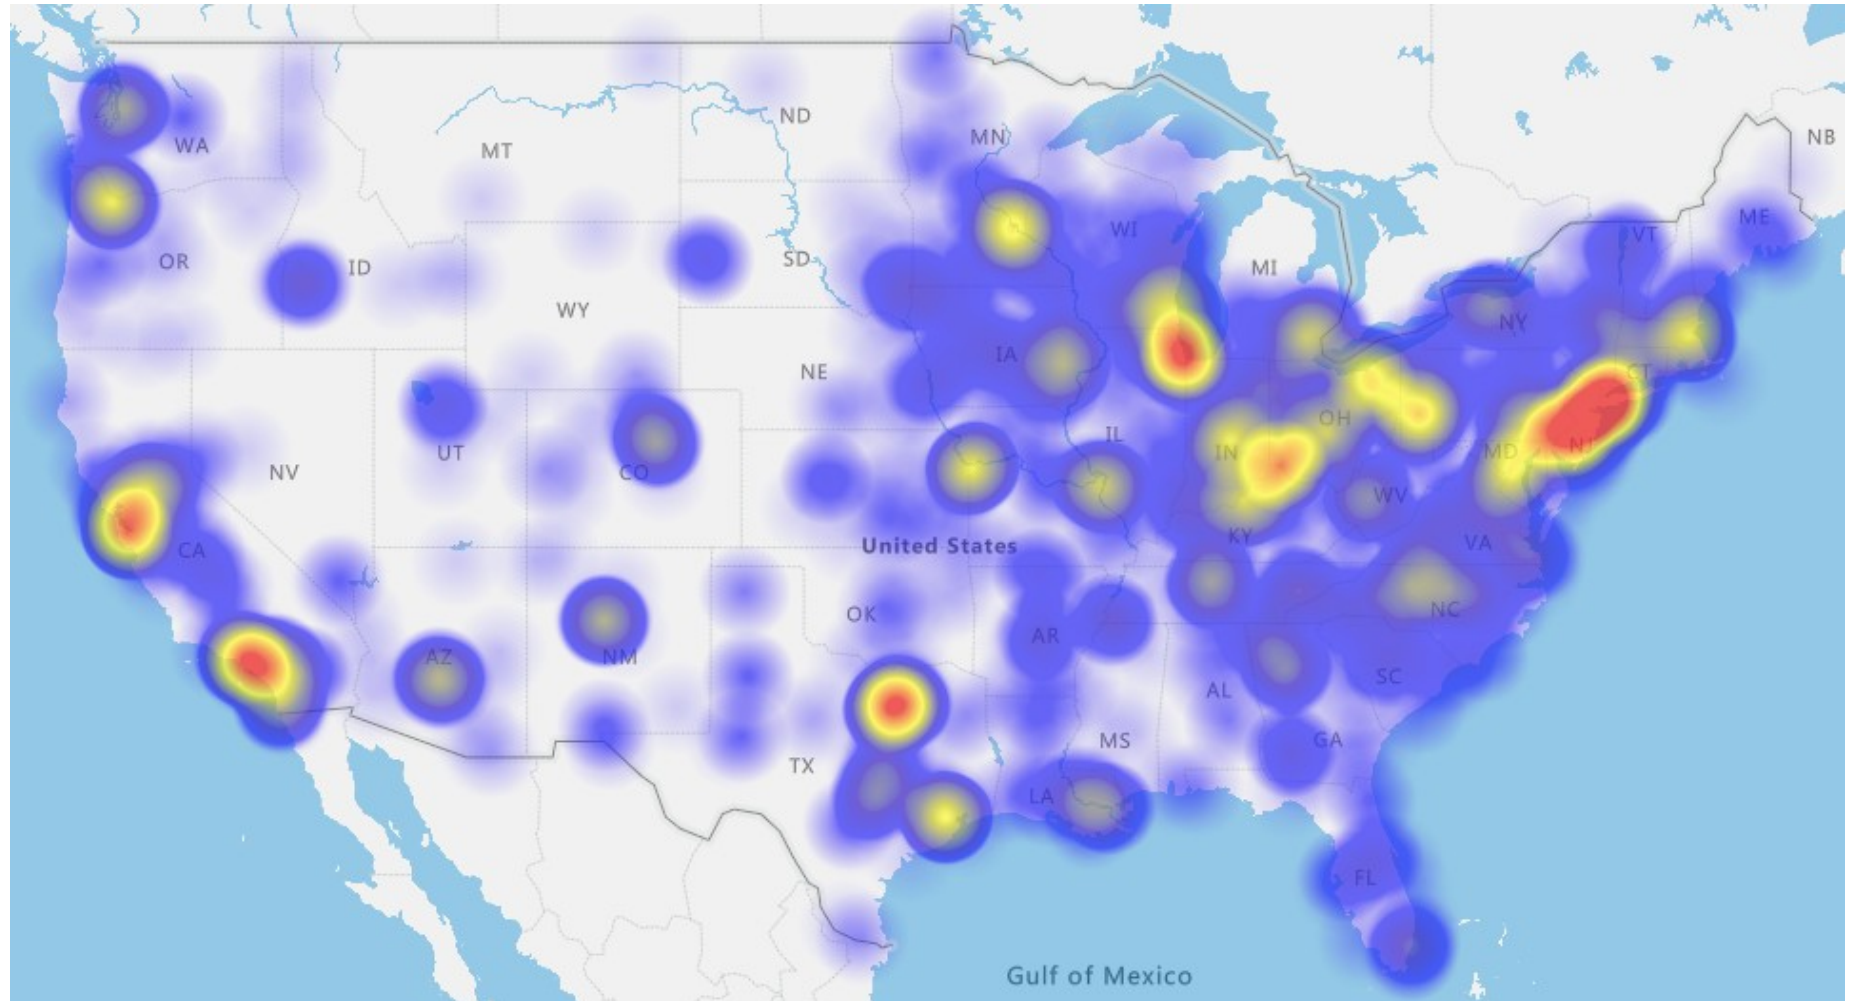 ND
NB
MN
WA
MT
ME
WI
VT
OR
ID
SD
MI
WY
NY
IA
NE
CT
OH
IL
UT
CO
NV
IN
MD
NJ
WV
KY
United States
VA
CA
OK
NC
AR
AZ
NM
SC
AL
GA
MS
TX
LA
FL
Gulf of Mexico